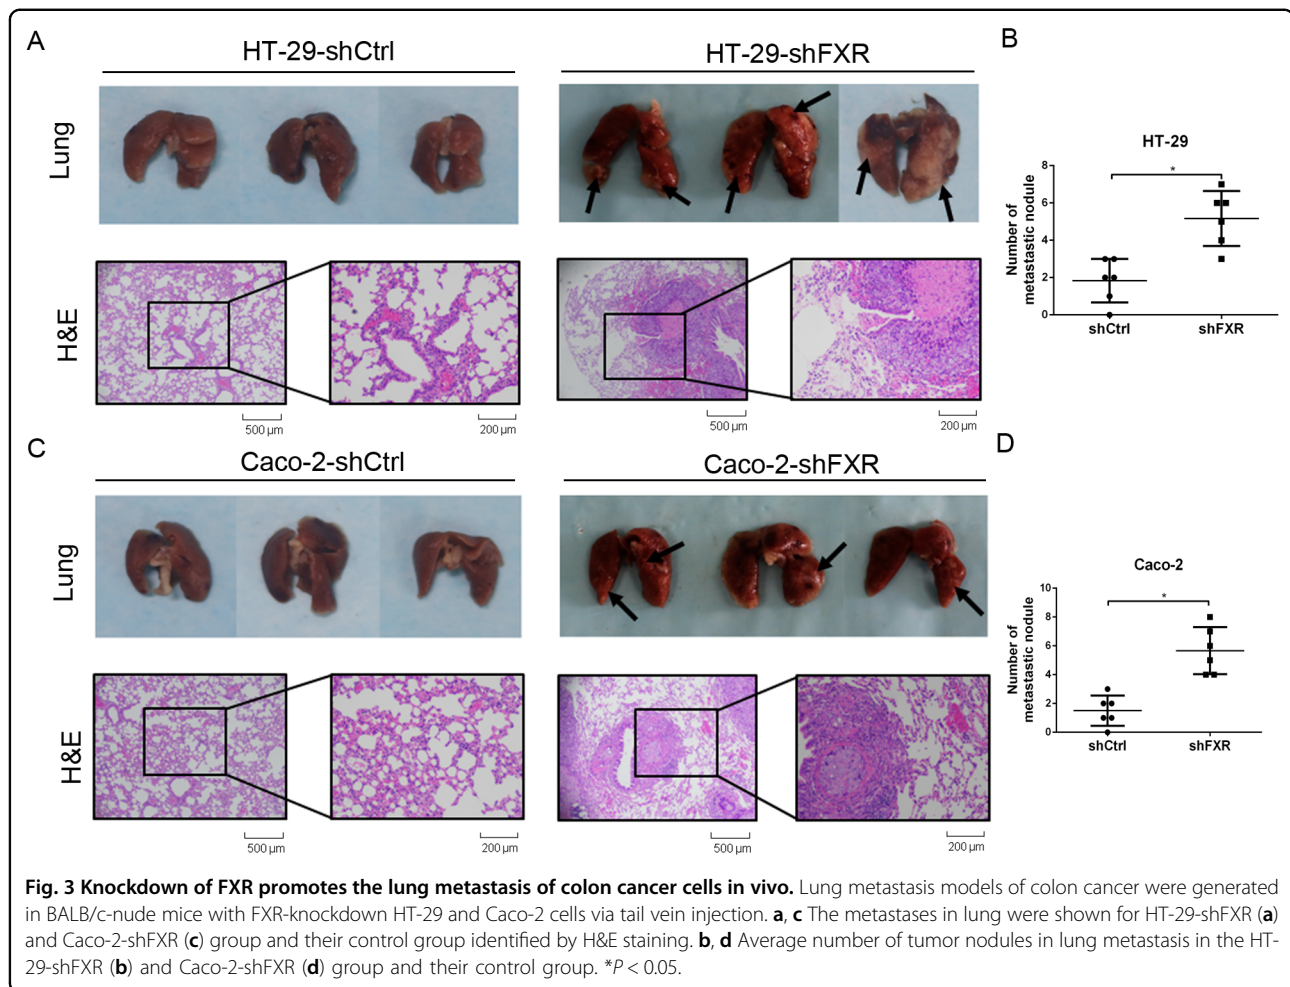 A
HT-29-shCtrl
HT-29-shFXR
B
Lung
HT-29
Number of
metastastic nodule
8
6
4
2
0
*
shCtrl
shFXR
H&E
500 µm
200 µm
500 µm
200 µm
C
Caco-2-shCtrl
Caco-2-shFXR
D
Lung
Caco-2
Number of
metastastic nodule
10
8
6
4
2
0
*
shCtrl
shFXR
H&E
500 µm
200 µm
500 µm
200 µm
Fig. 3 Knockdown of FXR promotes the lung metastasis of colon cancer cells in vivo. Lung metastasis models of colon cancer were generated
in BALB/c-nude mice with FXR-knockdown HT-29 and Caco-2 cells via tail vein injection. a, c The metastases in lung were shown for HT-29-shFXR (a)
and Caco-2-shFXR (c) group and their control group identified by H&E staining. b, d Average number of tumor nodules in lung metastasis in the HT-
29-shFXR (b) and Caco-2-shFXR (d) group and their control group. *P < 0.05.